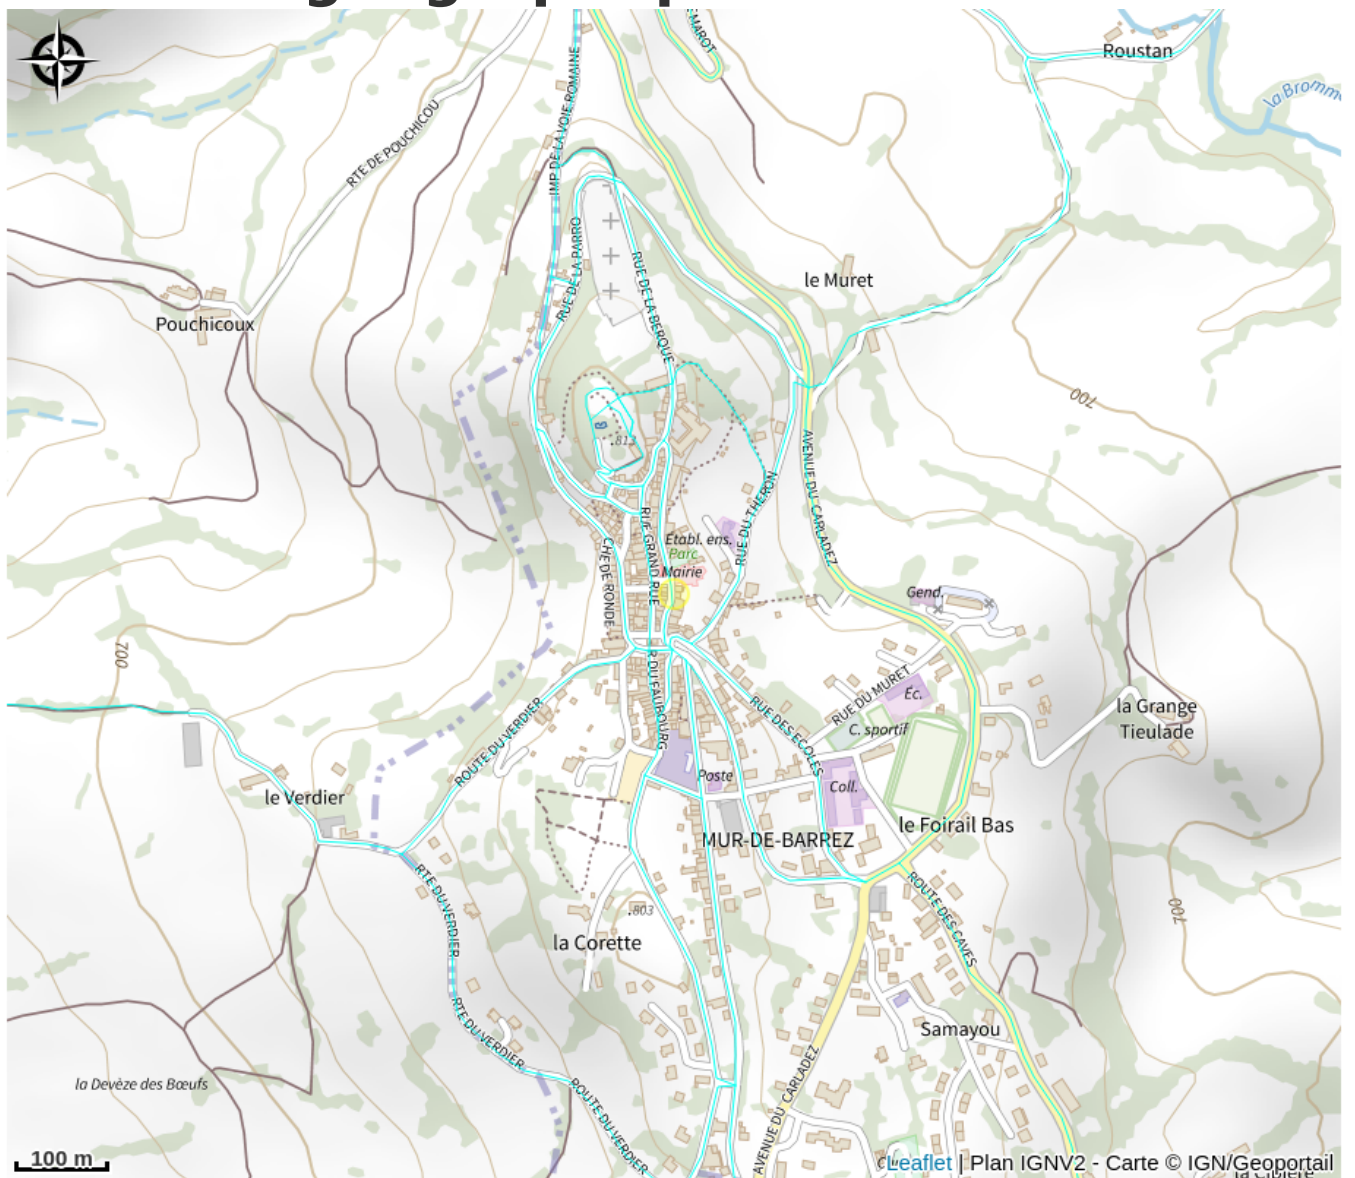 Roustan
la Bromme
IMP DE LA VOIE ROMAINE
RTE DE POUCHICOU
RUE DE LA PARRO
RUE DE LA BERQUE
le Muret
Pouchicoux
700
813
AVENUE DU CARLADEZ
RUE DU THERON
RUE GRAND RUE
Établ. ens.
Parc
Mairie
CHE DE RONDE
Gend.
700
R DU FAUBOURG
RUE DU MURET
Éc.
la Grange
Tieulade
RUE DES ECOLES
C. sportif
ROUTE DU VERDIER
Poste
Coll.
le Verdier
le Foirail Bas
MUR-DE-BARREZ
RTE DU VERDIER
ROUTE DES CAVES
700
.803
la Corette
RTE DU VERDIER
Samayou
la Devèze des Bœufs
ROUTE DU VERDIER
AVENUE DU CARLADEZ
100 m
Leaflet | Plan IGNV2 - Carte © IGN/Geoportail